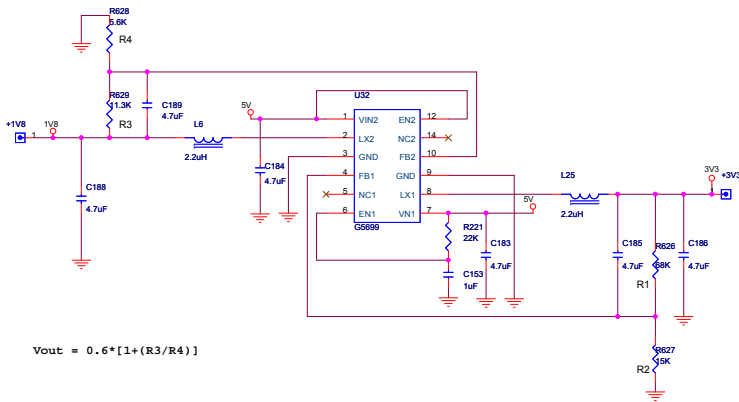 R628
5.6K
R4
R629
11.3K
R3
C189
4.7uF
+1V8
1
1V8
L6
2.2uH
C188
4.7uF
5V
C184
4.7uF
U32
1 VIN2 EN2 12
2 LX2 NC2 14
3 GND FB2 10
4 FB1 GND 9
5 NC1 LX1 8
6 EN1 VN1 7
G5699
R221
22K
C153
1uF
C183
4.7uF
5V
L25
2.2uH
3V3
+3V3
C185
4.7uF
R626
68K
R1
C186
4.7uF
R627
15K
R2
Vout = 0.6*[1+(R3/R4)]